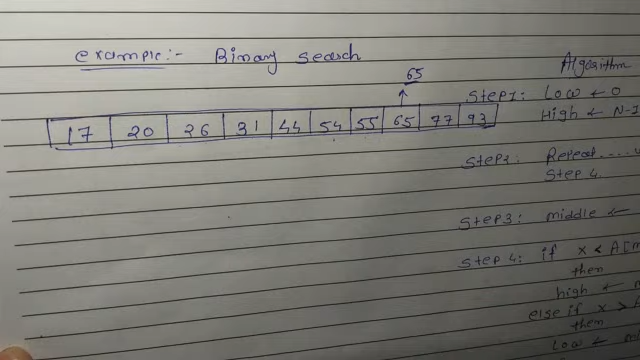 example:- Binary search
65
17 20 26 31 44 54 55 65 77 93
Algorithm
Step1: Low ← 0
High ← N-1
Step2: Repeat.....
Step 4.
Step3: middle ←
Step 4: if x < A[m
then
high ←
else if x >
then
low ←